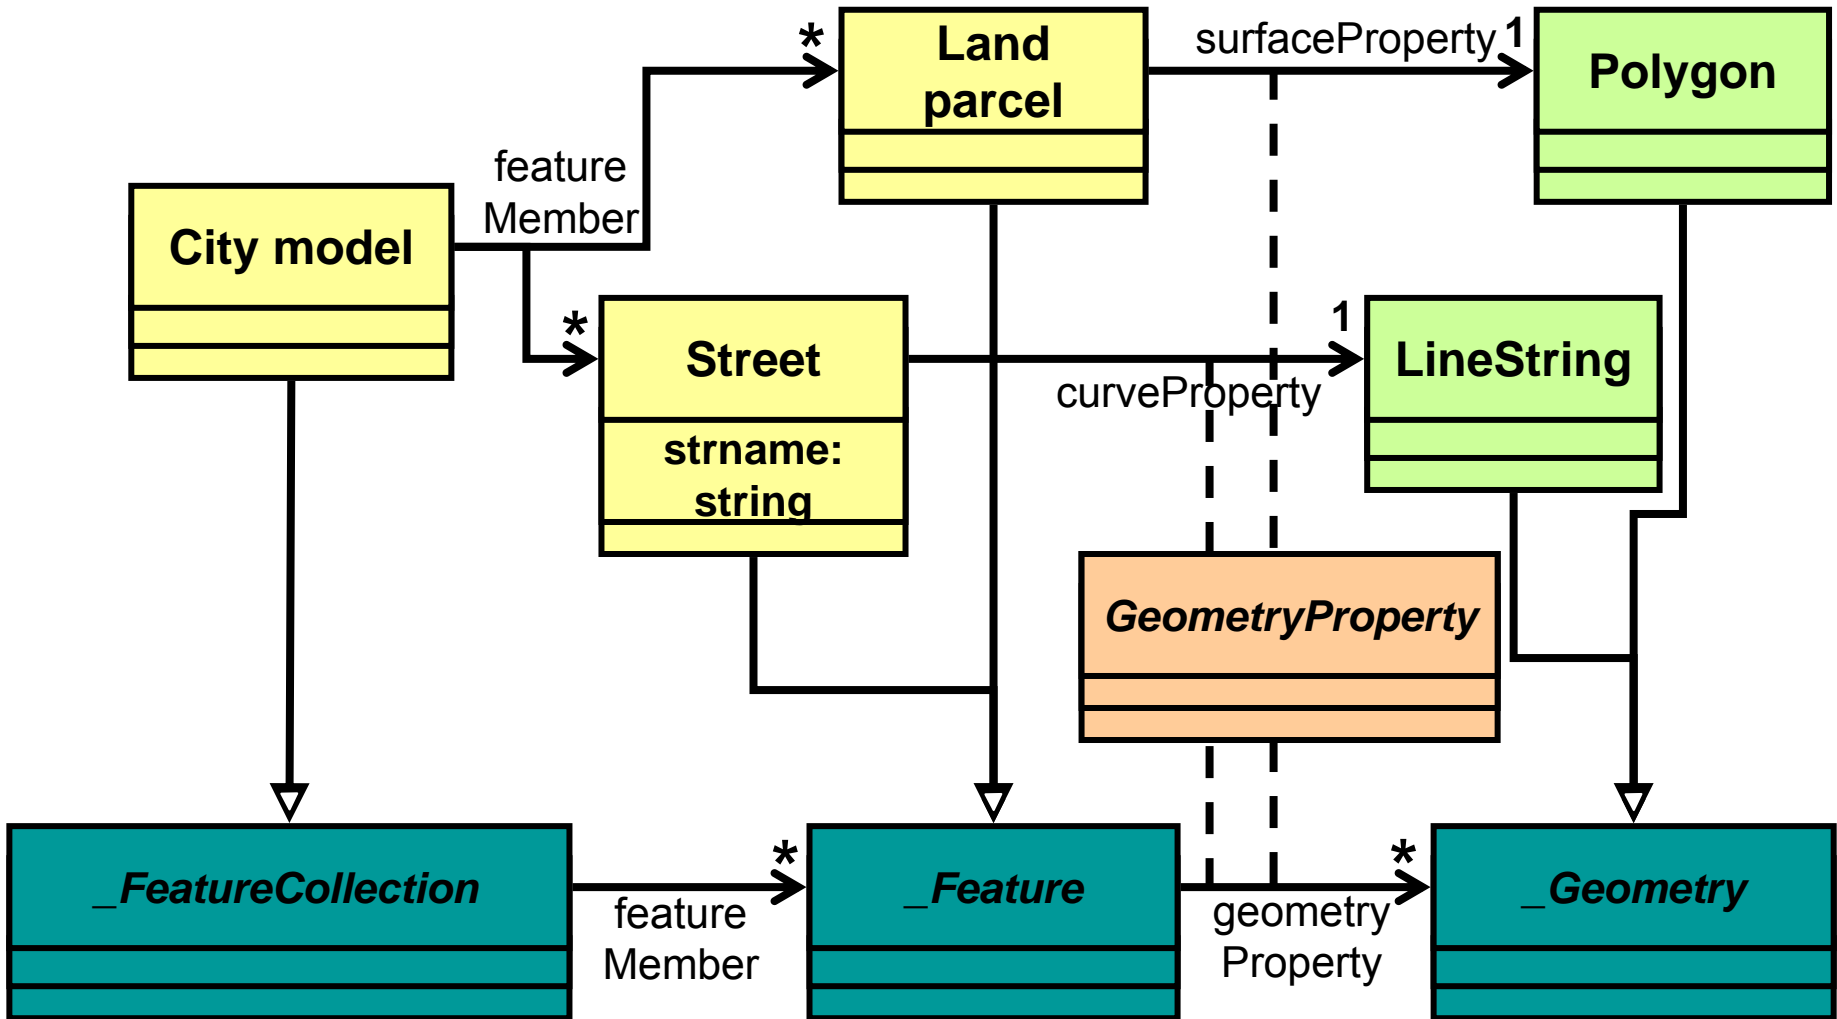 *
Land
parcel
surfaceProperty
1
Polygon
feature
Member
City model
*
Street
strname:
string
1
LineString
curveProperty
GeometryProperty
_FeatureCollection
*
feature
Member
_Feature
*
geometry
Property
_Geometry